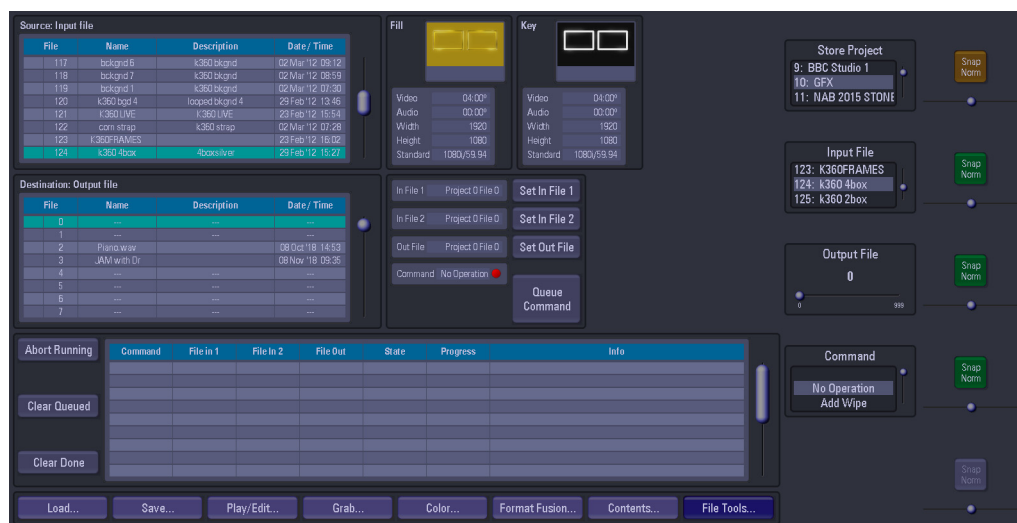 Source: Input file
File Name Description Date/ Time
117 bckgnd 6 k360 bkgnd 02 Mar '12 09:12
118 bckgnd 7 k360 bkgnd 02 Mar '12 08:59
119 bckgnd 1 k360 bkgnd 02 Mar '12 07:30
120 k360 bgd 4 looped bkgnd 4 29 Feb '12 13:46
121 K360 LIVE K360 LIVE 23 Feb '12 15:54
122 com strap k360 strap 02 Mar '12 07:28
123 K360FRAMES 23 Feb '12 16:02
124 k360 4box 4boxsilver 29 Feb '12 15:27
Fill
Video 04:00º
Audio 00:00º
Width 1920
Height 1080
Standard 1080i/59.94
Key
Video 04:00º
Audio 00:00º
Width 1920
Height 1080
Standard 1080i/59.94
Destination: Output file
File Name Description Date/ Time
0 --- --- ---
1 --- --- ---
2 Piano.wav 08 Oct '18 14:53
3 JAM with Dr 08 Nov '18 09:35
4 --- --- ---
5 --- --- ---
6 --- --- ---
7 --- --- ---
In File 1 Project 0 File 0 Set In File 1
In File 2 Project 0 File 0 Set In File 2
Out File Project 0 File 0 Set Out File
Command No Operation
Queue
Command
Abort Running
Clear Queued
Clear Done
Command File in 1 File In 2 File Out State Progress Info
Load... Save... Play/Edit... Grab... Color... Format Fusion... Contents... File Tools...
Store Project
9: BBC Studio 1
10: GFX
11: NAB 2015 STONE
Snap
Norm
Input File
123: K360FRAMES
124: k360 4box
125: k360 2box
Snap
Norm
Output File
0
0 999
Snap
Norm
Command
No Operation
Add Wipe
Snap
Norm
Snap
Norm